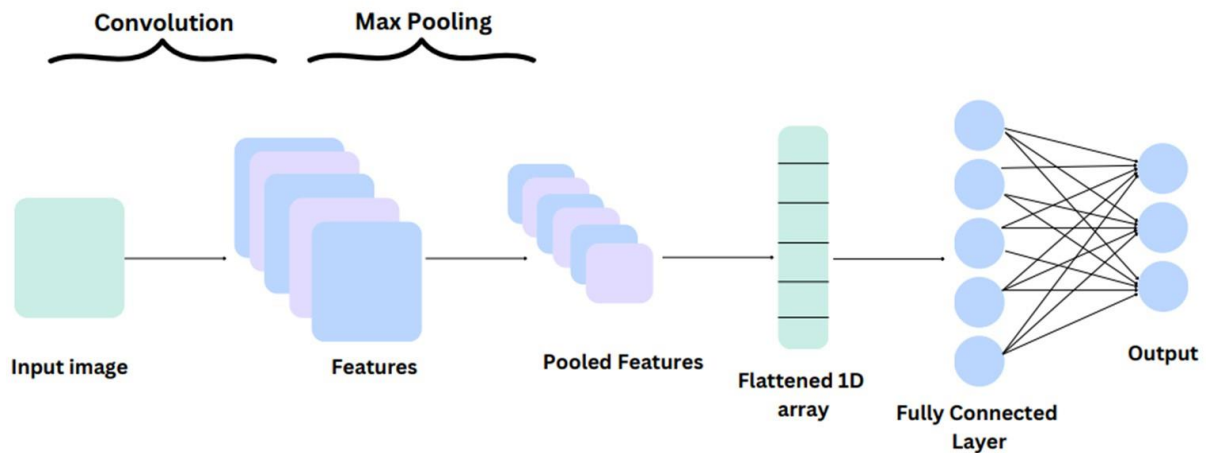 Convolution
Max Pooling
Input image
Features
Pooled Features
Flattened 1D
array
Fully Connected
Layer
Output